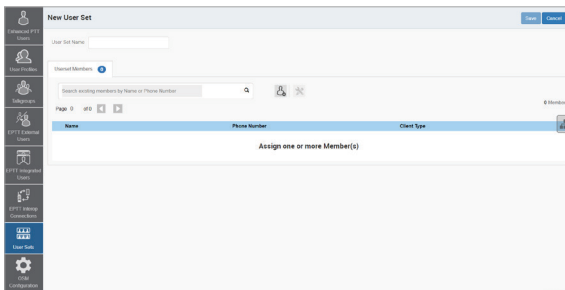 New User Set
Save
Cancel
Enhanced PTT
Users
User Set Name
User Profiles
Userset Members 0
Search existing members by Name or Phone Number
Talkgroups
Page 0 of 0
0 Member
Name Phone Number Client Type
EPTT External
Users
Assign one or more Member(s)
EPTT Integrated
Users
EPTT Interop
Connections
User Sets
OSM
Configuration